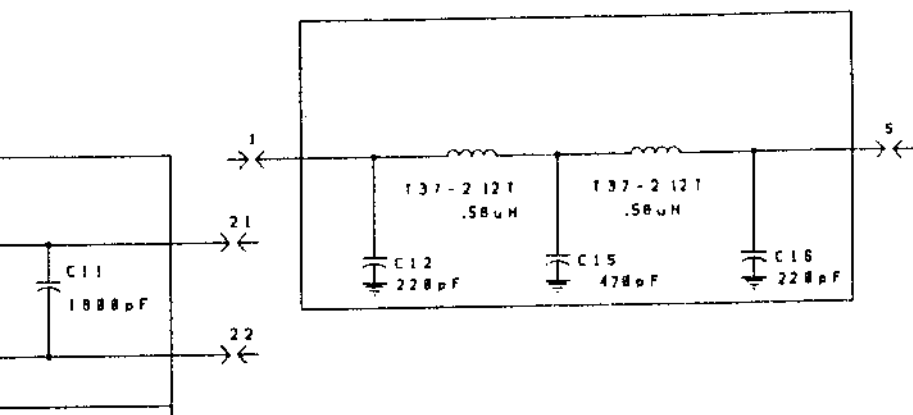 1
5
T37-2 12T
T37-2 12T
.58uH
.58uH
21
C11
1000pF
C12
220pF
C15
470pF
C16
220pF
22